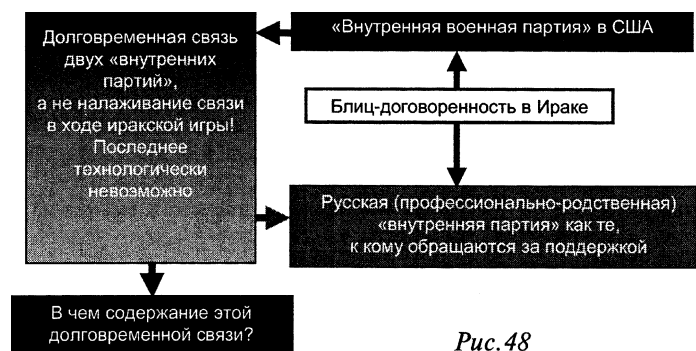 Долговременная связь
двух «внутренних
партий»,
а не налаживание связи
в ходе иракской игры!
Последнее
технологически
невозможно
«Внутренняя военная партия» в США
Блиц-договоренность в Ираке
Русская (профессионально-родственная)
«внутренняя партия» как те,
к кому обращаются за поддержкой
В чем содержание этой
долговременной связи?
Рис.48